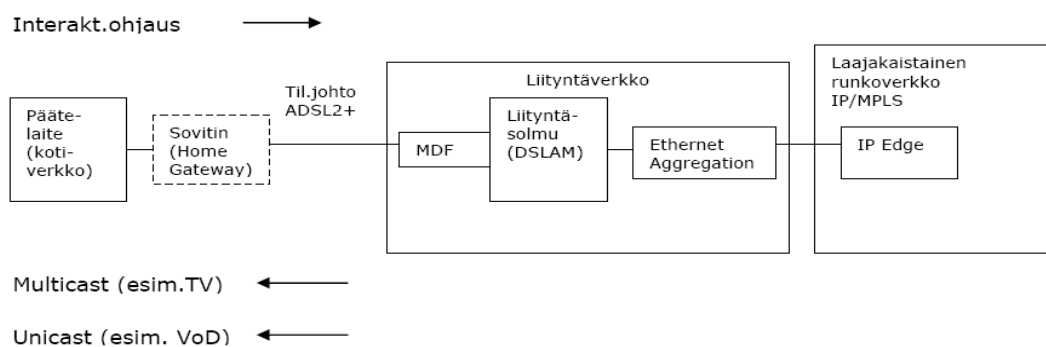 Interakt.ohjaus
Pääte-
laite
(koti-
verkko)
Sovitin
(Home
Gateway)
Til.johto
ADSL2+
Liityntäverkko
MDF
Liityntä-
solmu
(DSLAM)
Ethernet
Aggregation
Laajakaistainen
runkoverkko
IP/MPLS
IP Edge
Multicast (esim.TV)
Unicast (esim. VoD)